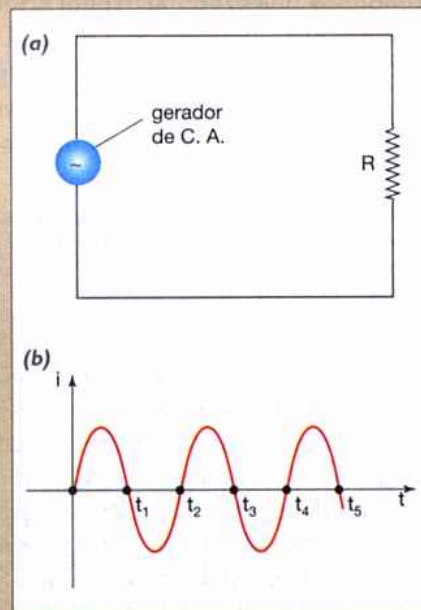 (a)
gerador
de C. A.
~
R
(b)
i
t₁ t₂ t₃ t₄ t₅ t